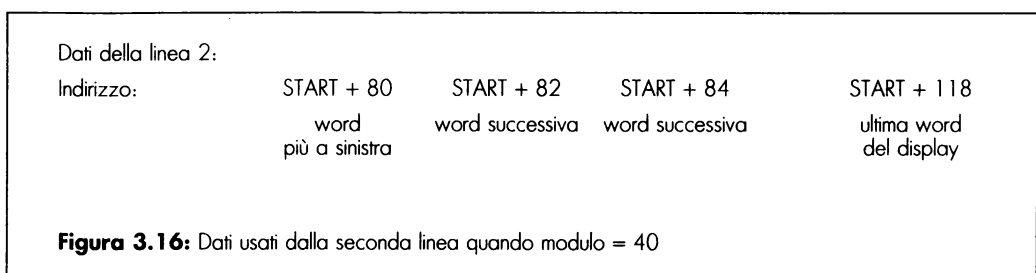 Dati della linea 2:
Indirizzo: START + 80 START + 82 START + 84 START + 118
word word successiva word successiva ultima word
più a sinistra del display
Figura 3.16: Dati usati dalla seconda linea quando modulo = 40